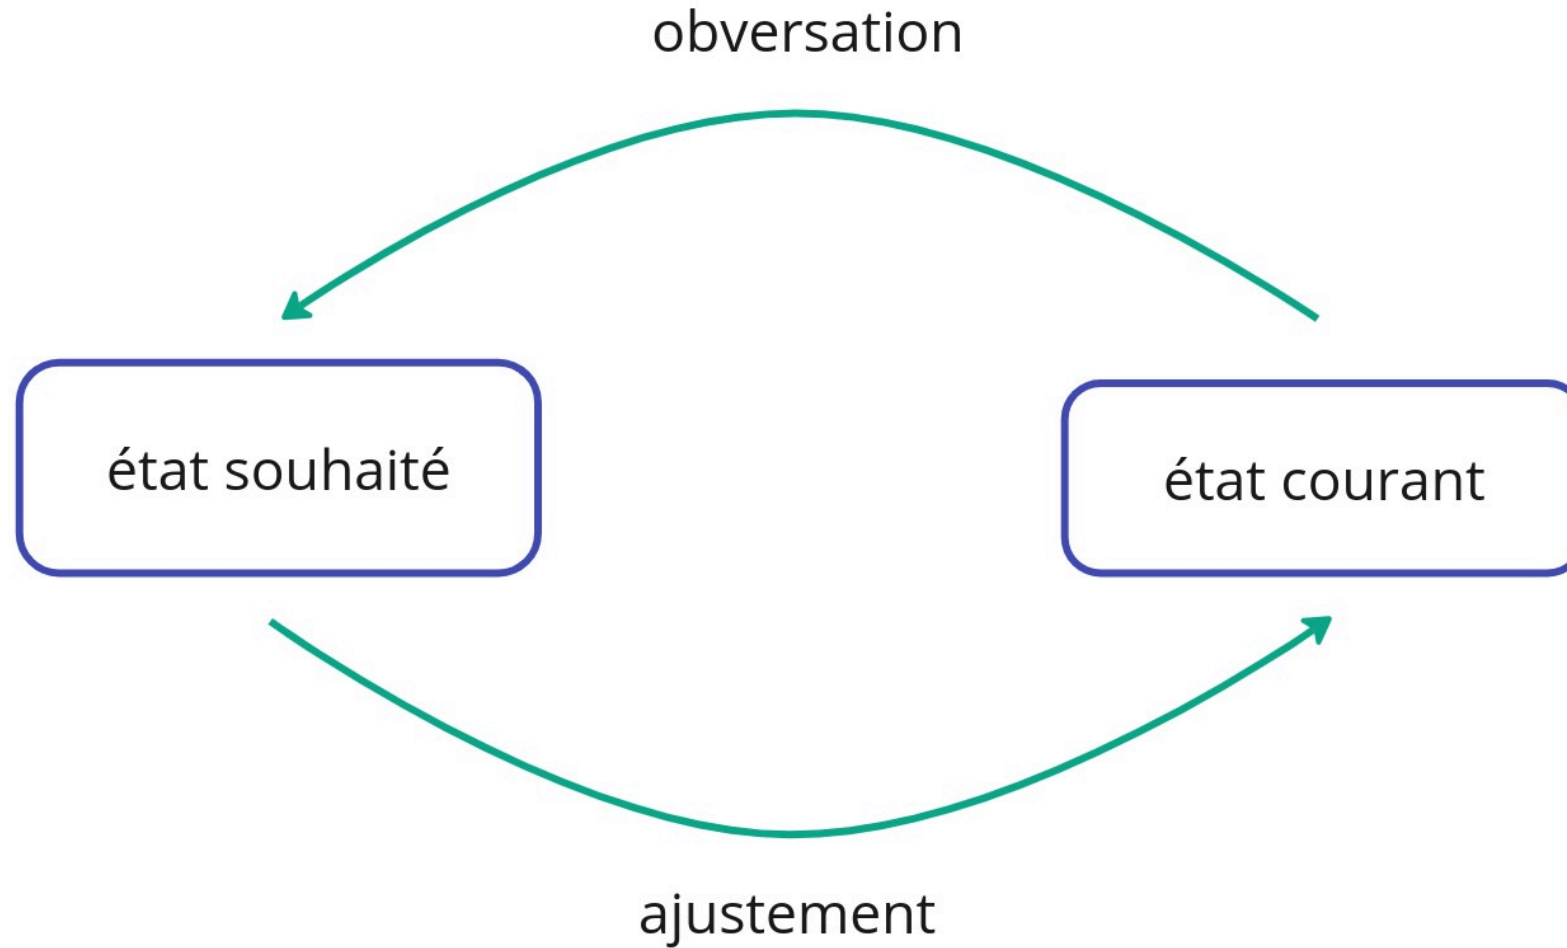 obversation
état souhaité
état courant
ajustement